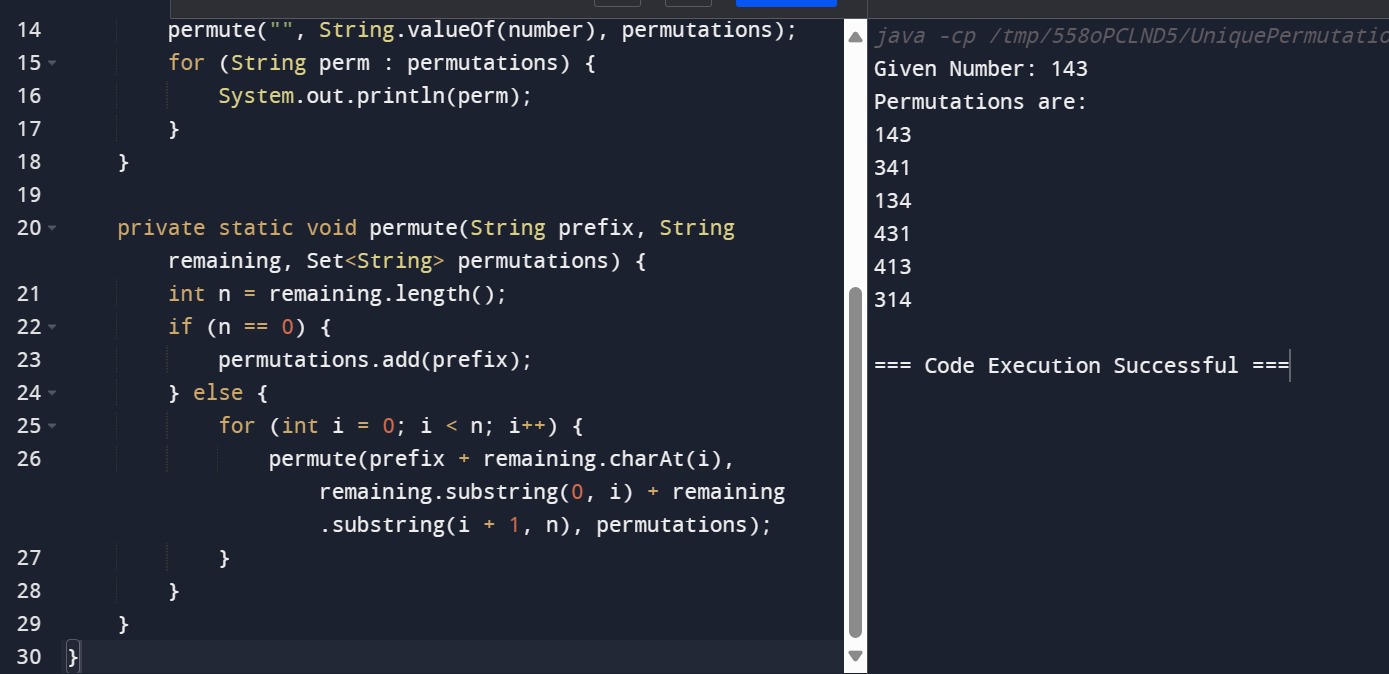 14 permute("", String.valueOf(number), permutations);
15 for (String perm : permutations) {
16 System.out.println(perm);
17 }
18 }
19
20 private static void permute(String prefix, String
remaining, Set<String> permutations) {
21 int n = remaining.length();
22 if (n == 0) {
23 permutations.add(prefix);
24 } else {
25 for (int i = 0; i < n; i++) {
26 permute(prefix + remaining.charAt(i),
remaining.substring(0, i) + remaining
.substring(i + 1, n), permutations);
27 }
28 }
29 }
30 }
java -cp /tmp/558oPCLND5/UniquePermutatio
Given Number: 143
Permutations are:
143
341
134
431
413
314
=== Code Execution Successful ===